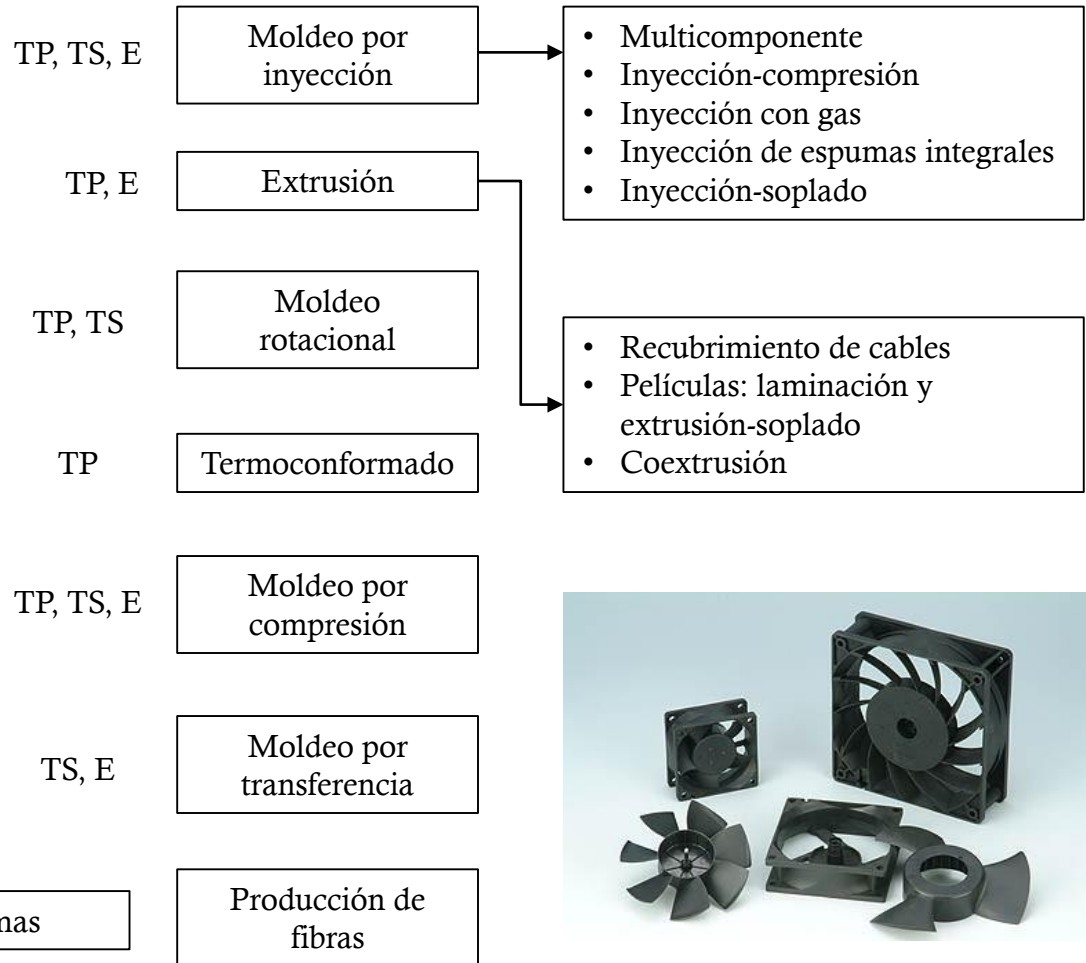 TP, TS, E
Moldeo por
inyección
• Multicomponente
• Inyección-compresión
• Inyección con gas
• Inyección de espumas integrales
• Inyección-soplado
TP, E
Extrusión
TP, TS
Moldeo
rotacional
• Recubrimiento de cables
• Películas: laminación y
extrusión-soplado
• Coextrusión
TP
Termoconformado
TP, TS, E
Moldeo por
compresión
TS, E
Moldeo por
transferencia
Producción de
fibras